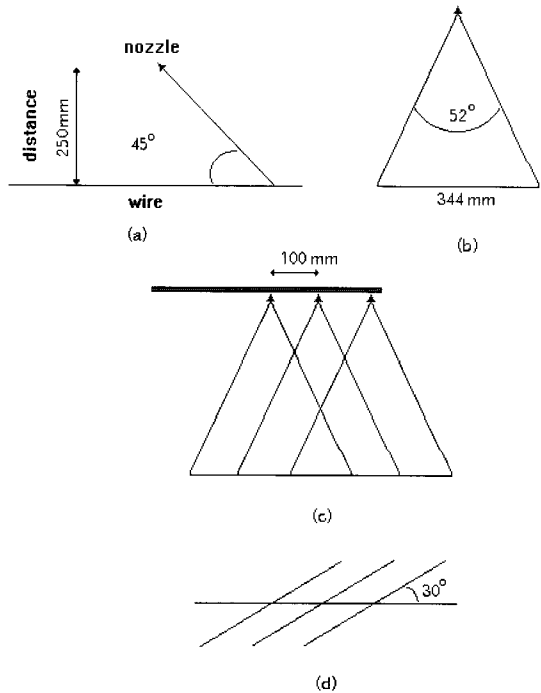 nozzle
distance
250mm
45°
wire
(a)
52°
344 mm
(b)
100 mm
(c)
30°
(d)